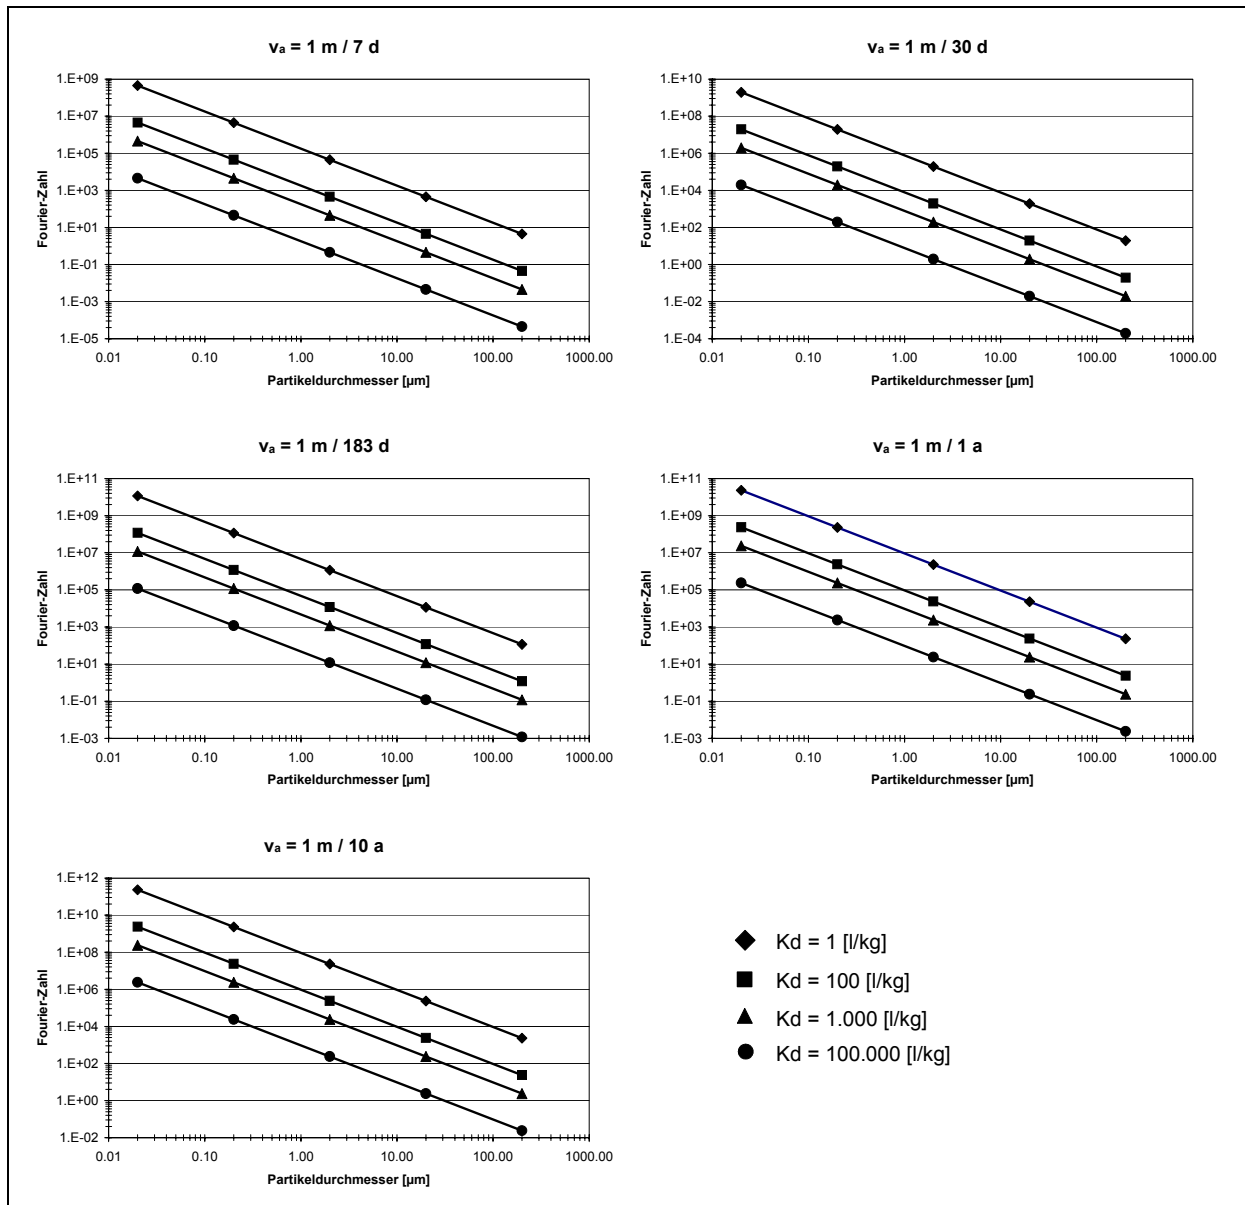 vₐ = 1 m / 7 d
1.E+09
1.E+07
1.E+05
1.E+03
1.E+01
1.E-01
1.E-03
1.E-05
Fourier-Zahl
0.01 0.10 1.00 10.00 100.00 1000.00
Partikeldurchmesser [µm]
vₐ = 1 m / 30 d
1.E+10
1.E+08
1.E+06
1.E+04
1.E+02
1.E+00
1.E-02
1.E-04
Fourier-Zahl
0.01 0.10 1.00 10.00 100.00 1000.00
Partikeldurchmesser [µm]
vₐ = 1 m / 183 d
1.E+11
1.E+09
1.E+07
1.E+05
1.E+03
1.E+01
1.E-01
1.E-03
Fourier-Zahl
0.01 0.10 1.00 10.00 100.00 1000.00
Partikeldurchmesser [µm]
vₐ = 1 m / 1 a
1.E+11
1.E+09
1.E+07
1.E+05
1.E+03
1.E+01
1.E-01
1.E-03
Fourier-Zahl
0.01 0.10 1.00 10.00 100.00 1000.00
Partikeldurchmesser [µm]
vₐ = 1 m / 10 a
1.E+12
1.E+10
1.E+08
1.E+06
1.E+04
1.E+02
1.E+00
1.E-02
Fourier-Zahl
0.01 0.10 1.00 10.00 100.00 1000.00
Partikeldurchmesser [µm]
Kd = 1 [l/kg]
Kd = 100 [l/kg]
Kd = 1.000 [l/kg]
Kd = 100.000 [l/kg]